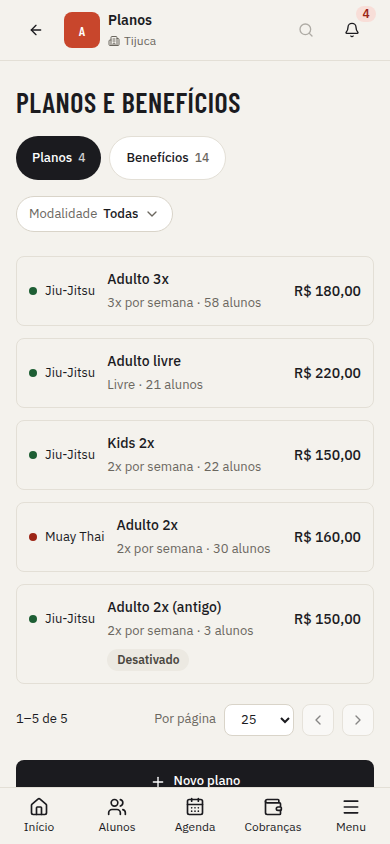 A
Planos
Tijuca
4
PLANOS E BENEFÍCIOS
Planos 4
Benefícios 14
Modalidade Todas
Jiu-Jitsu
Adulto 3x
3x por semana · 58 alunos
R$ 180,00
Jiu-Jitsu
Adulto livre
Livre · 21 alunos
R$ 220,00
Jiu-Jitsu
Kids 2x
2x por semana · 22 alunos
R$ 150,00
Muay Thai
Adulto 2x
2x por semana · 30 alunos
R$ 160,00
Jiu-Jitsu
Adulto 2x (antigo)
2x por semana · 3 alunos
Desativado
R$ 150,00
1–5 de 5
Por página
25
Novo plano
Início
Alunos
Agenda
Cobranças
Menu